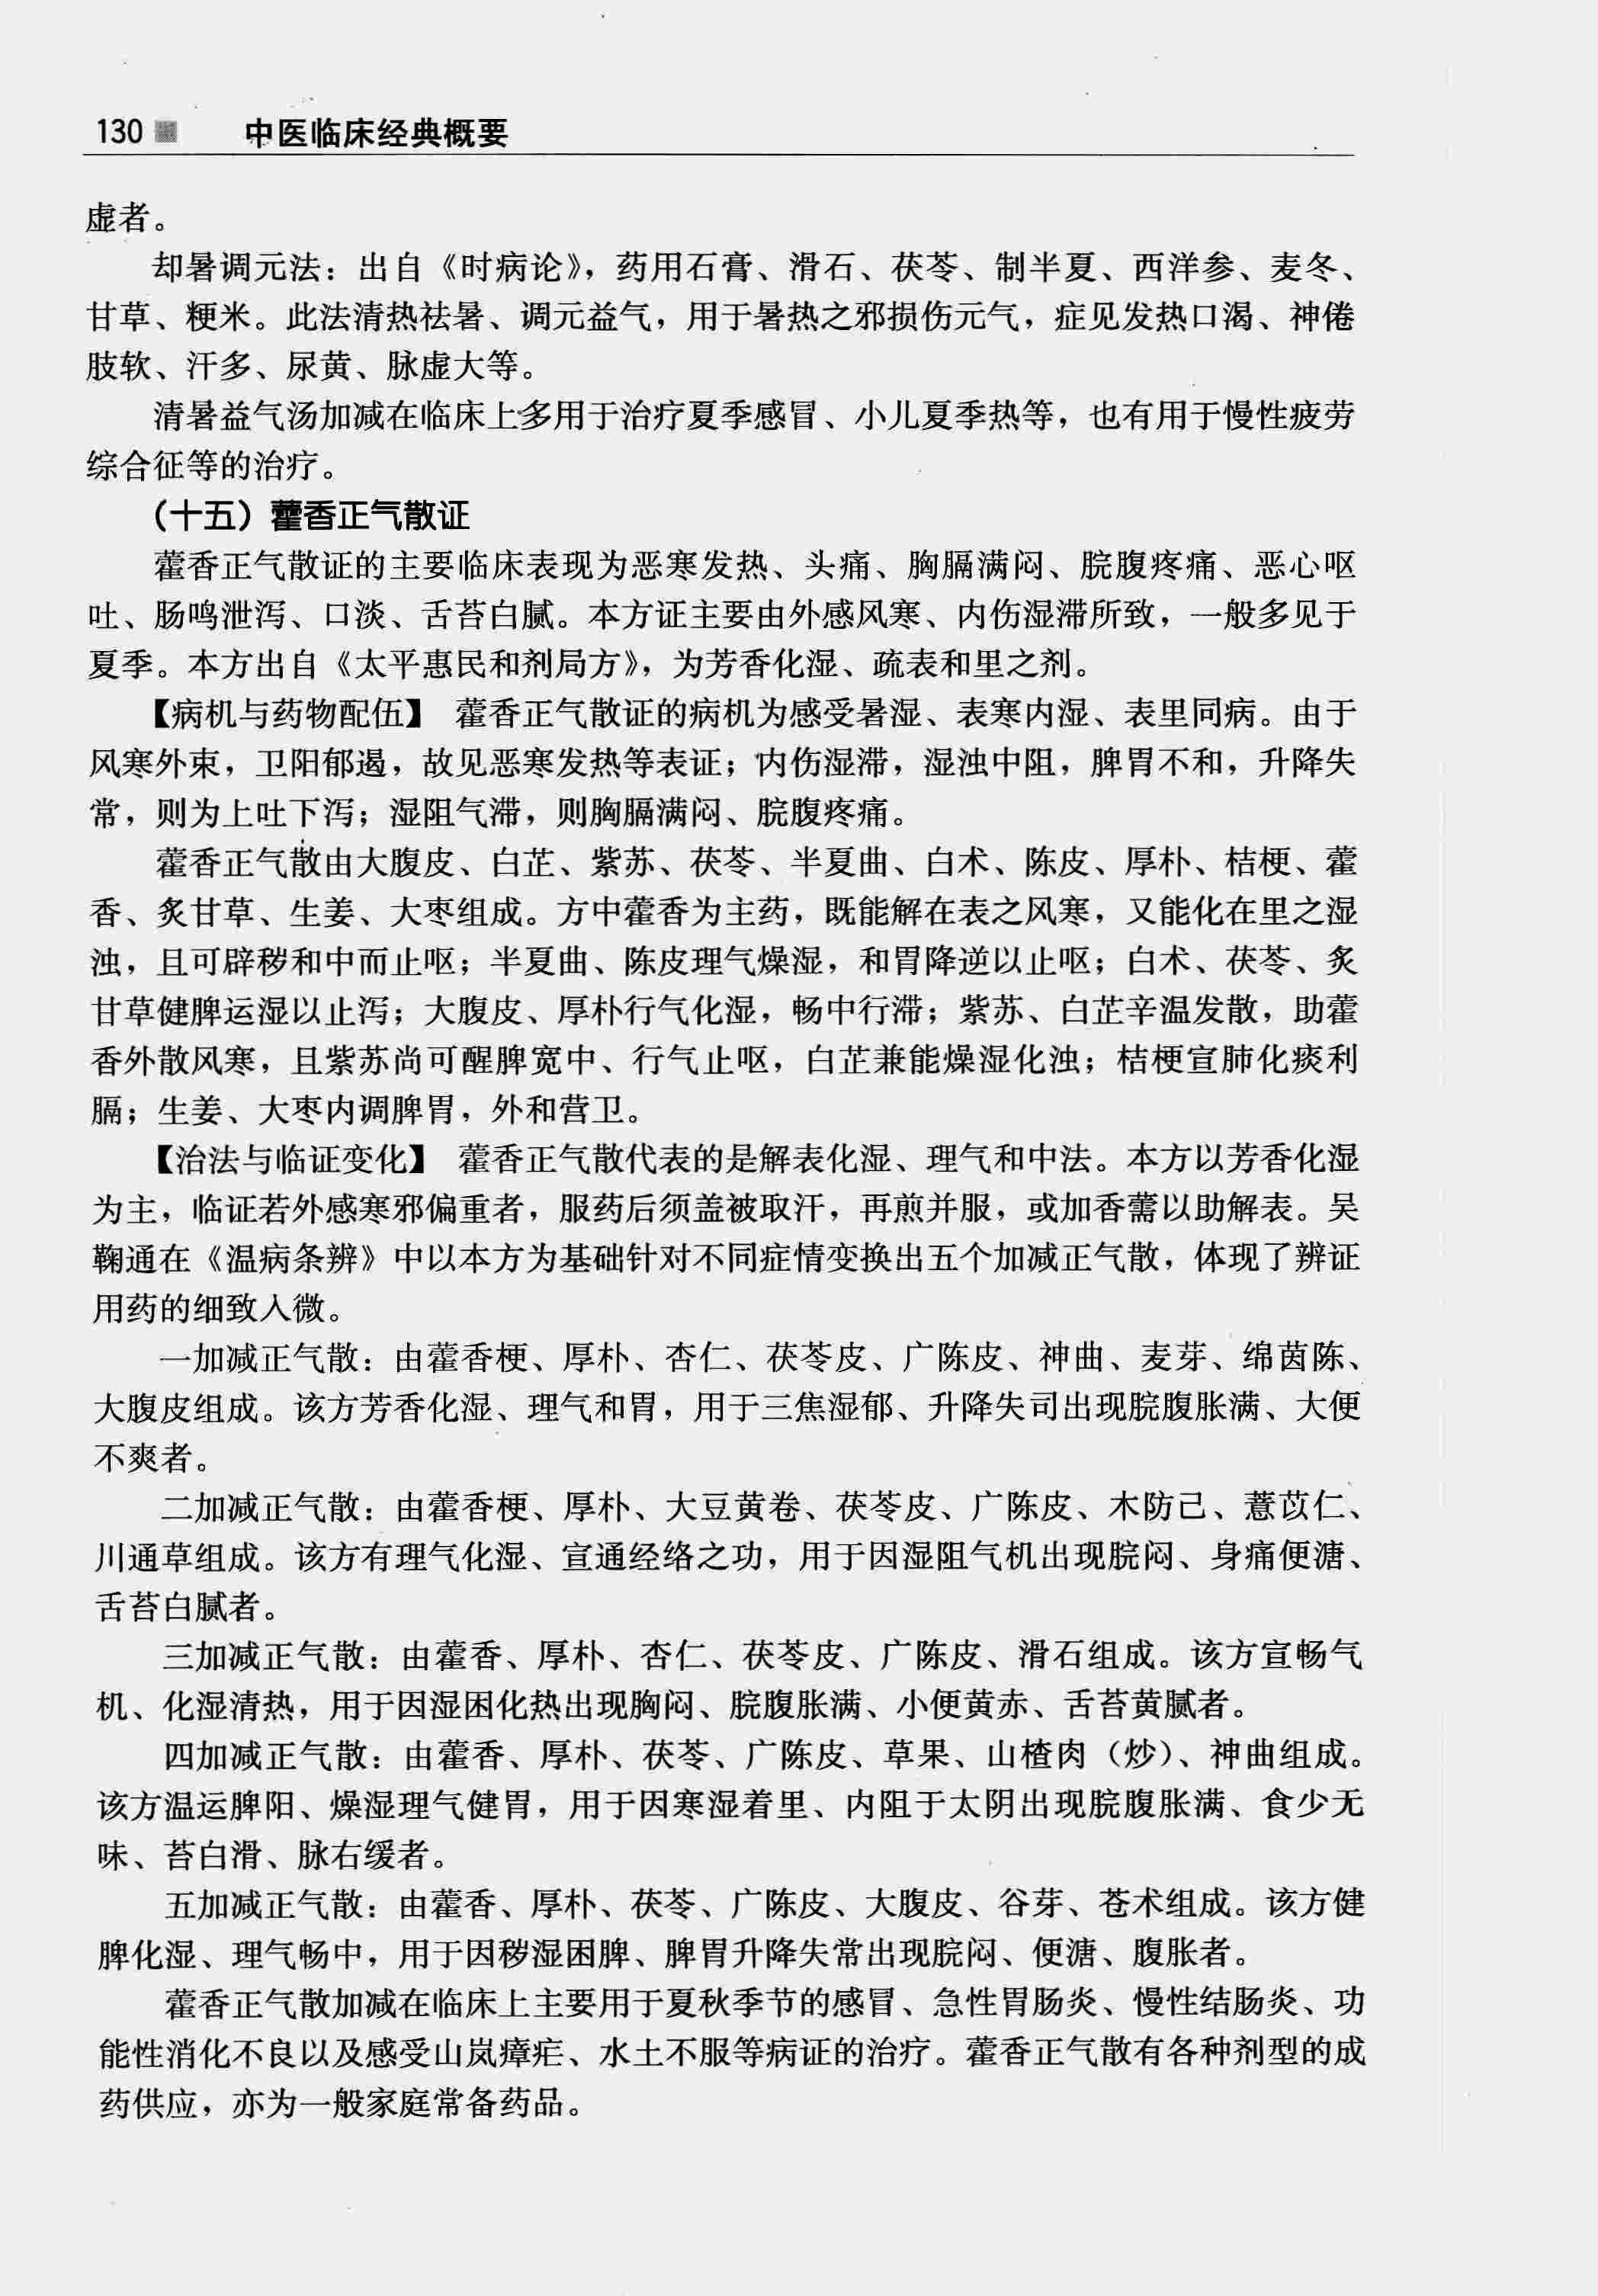 130 中医临床经典概要
虚者。
却暑调元法：出自《时病论》，药用石膏、滑石、茯苓、制半夏、西洋参、麦冬、
甘草、粳米。此法清热祛暑、调元益气，用于暑热之邪损伤元气，症见发热口渴、神倦
肢软、汗多、尿黄、脉虚大等。
清暑益气汤加减在临床上多用于治疗夏季感冒、小儿夏季热等，也有用于慢性疲劳
综合征等的治疗。
（十五）藿香正气散证
藿香正气散证的主要临床表现为恶寒发热、头痛、胸膈满闷、脘腹疼痛、恶心呕
吐、肠鸣泄泻、口淡、舌苔白腻。本方证主要由外感风寒、内伤湿滞所致，一般多见于
夏季。本方出自《太平惠民和剂局方》，为芳香化湿、疏表和里之剂。
【病机与药物配伍】 藿香正气散证的病机为感受暑湿、表寒内湿、表里同病。由于
风寒外束，卫阳郁遏，故见恶寒发热等表证；内伤湿滞，湿浊中阻，脾胃不和，升降失
常，则为上吐下泻；湿阻气滞，则胸膈满闷、脘腹疼痛。
藿香正气散由大腹皮、白芷、紫苏、茯苓、半夏曲、白术、陈皮、厚朴、桔梗、藿
香、炙甘草、生姜、大枣组成。方中藿香为主药，既能解在表之风寒，又能化在里之湿
浊，且可辟秽和中而止呕；半夏曲、陈皮理气燥湿，和胃降逆以止呕；白术、茯苓、炙
甘草健脾运湿以止泻；大腹皮、厚朴行气化湿，畅中行滞；紫苏、白芷辛温发散，助藿
香外散风寒，且紫苏尚可醒脾宽中、行气止呕，白芷兼能燥湿化浊；桔梗宣肺化痰利
膈；生姜、大枣内调脾胃，外和营卫。
【治法与临证变化】 藿香正气散代表的是解表化湿、理气和中法。本方以芳香化湿
为主，临证若外感寒邪偏重者，服药后须盖被取汗，再煎并服，或加香薷以助解表。吴
鞠通在《温病条辨》中以本方为基础针对不同症情变换出五个加减正气散，体现了辨证
用药的细致入微。
一加减正气散：由藿香梗、厚朴、杏仁、茯苓皮、广陈皮、神曲、麦芽、绵茵陈、
大腹皮组成。该方芳香化湿、理气和胃，用于三焦湿郁、升降失司出现脘腹胀满、大便
不爽者。
二加减正气散：由藿香梗、厚朴、大豆黄卷、茯苓皮、广陈皮、木防己、薏苡仁、
川通草组成。该方有理气化湿、宣通经络之功，用于因湿阻气机出现脘闷、身痛便溏、
舌苔白腻者。
三加减正气散：由藿香、厚朴、杏仁、茯苓皮、广陈皮、滑石组成。该方宣畅气
机、化湿清热，用于因湿困化热出现胸闷、脘腹胀满、小便黄赤、舌苔黄腻者。
四加减正气散：由藿香、厚朴、茯苓、广陈皮、草果、山楂肉（炒）、神曲组成。
该方温运脾阳、燥湿理气健胃，用于因寒湿着里、内阻于太阴出现脘腹胀满、食少无
味、苔白滑、脉右缓者。
五加减正气散：由藿香、厚朴、茯苓、广陈皮、大腹皮、谷芽、苍术组成。该方健
脾化湿、理气畅中，用于因秽湿困脾、脾胃升降失常出现脘闷、便溏、腹胀者。
藿香正气散加减在临床上主要用于夏秋季节的感冒、急性胃肠炎、慢性结肠炎、功
能性消化不良以及感受山岚瘴疟、水土不服等病证的治疗。藿香正气散有各种剂型的成
药供应，亦为一般家庭常备药品。